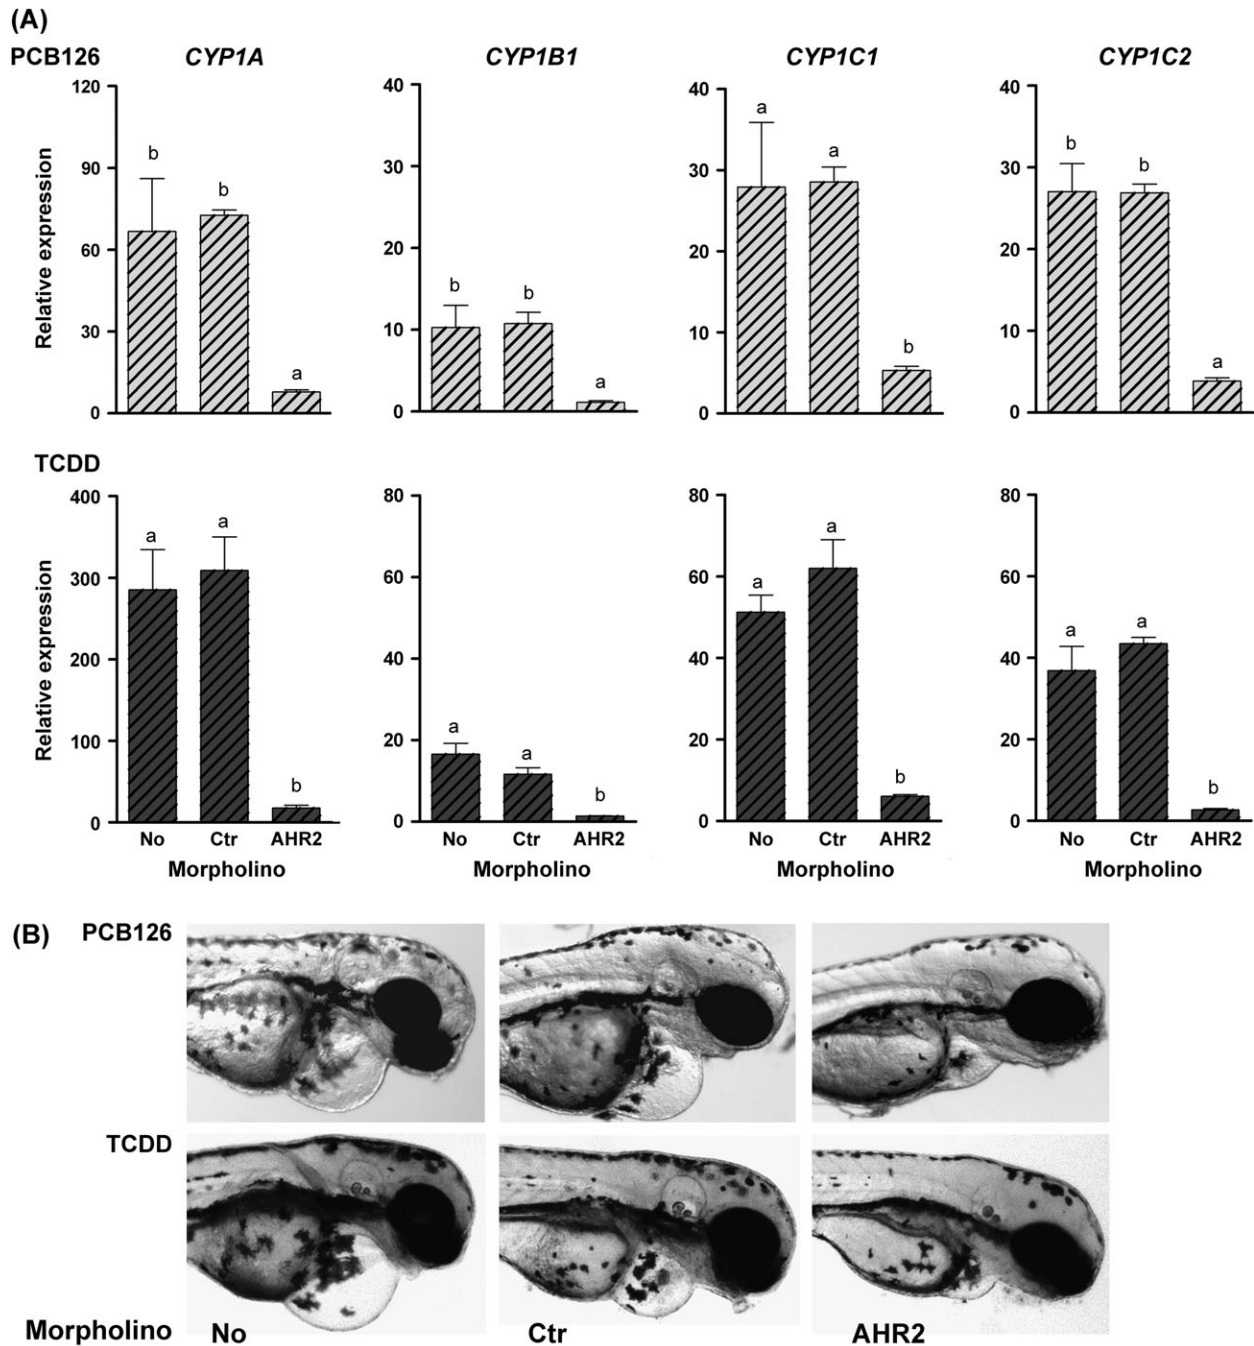 (A)
PCB126 CYP1A CYP1B1 CYP1C1 CYP1C2
120 40 40 40
90 30 30 30
60 20 20 20
30 10 10 10
0 0 0 0
Relative expression
b b a
b b a
a a b
b b a
TCDD
400 80 80 80
300 60 60 60
200 40 40 40
100 20 20 20
0 0 0 0
Relative expression
a a b
a a b
a a b
a a b
No Ctr AHR2 No Ctr AHR2 No Ctr AHR2 No Ctr AHR2
Morpholino Morpholino Morpholino Morpholino
(B) PCB126
TCDD
Morpholino No Ctr AHR2